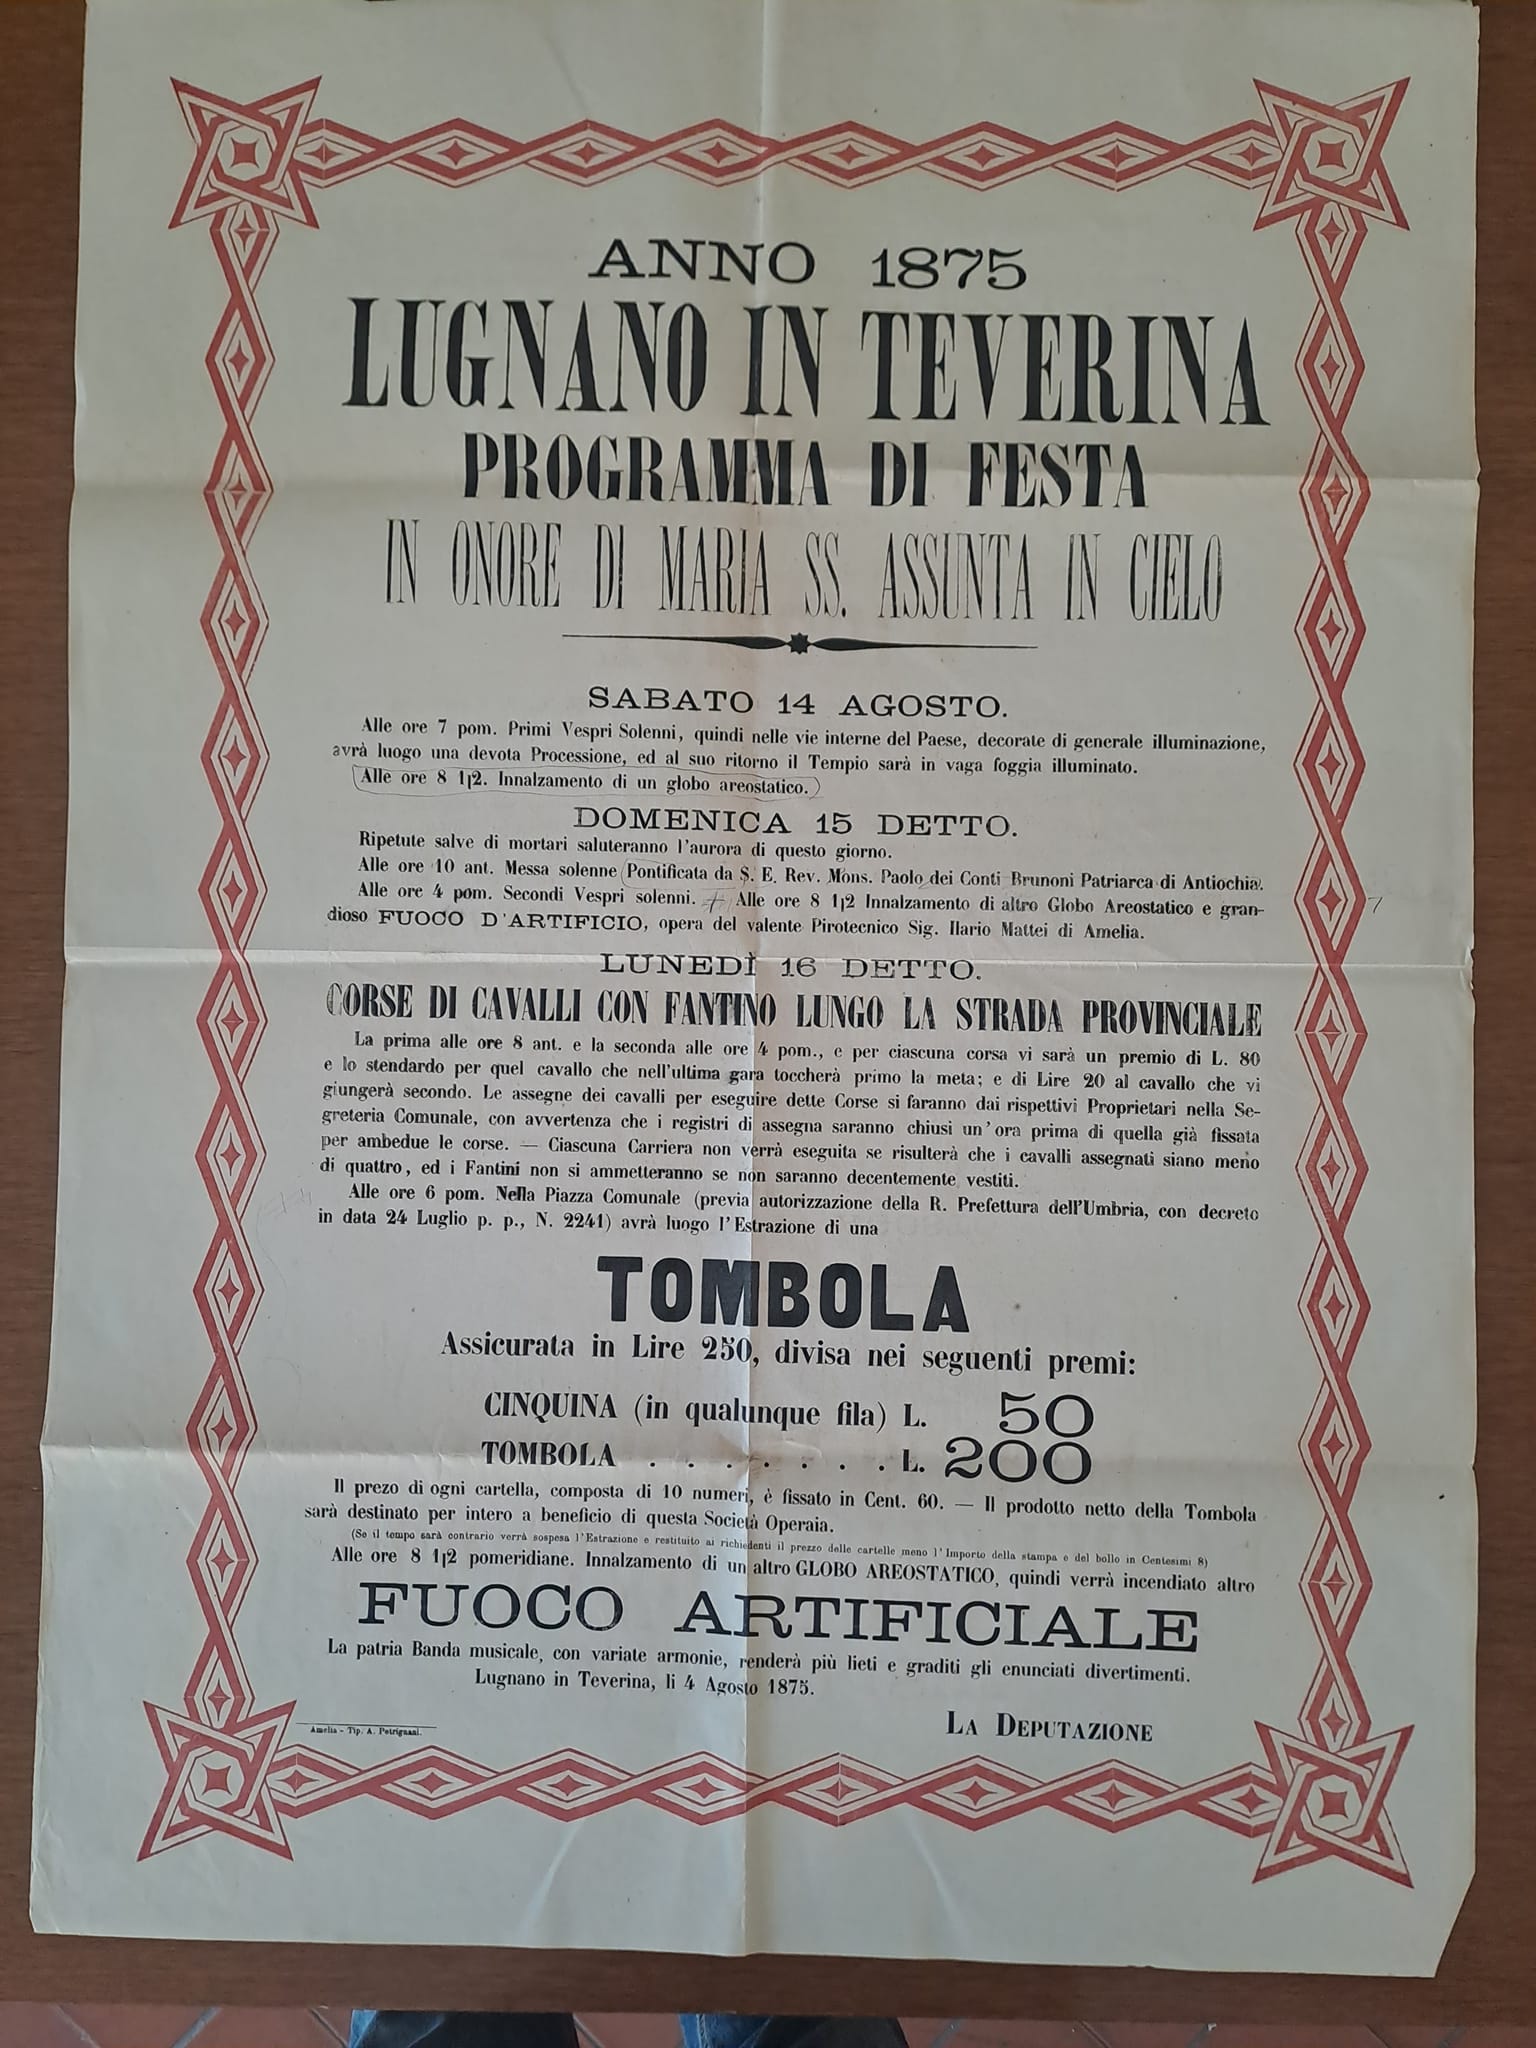 ANNO 1875
LUGNANO IN TEVERINA
PROGRAMMA DI FESTA
IN ONORE DI MARIA SS. ASSUNTA IN CIELO
SABATO 14 AGOSTO.
Alle ore 7 pom. Primi Vespri Solenni, quindi nelle vie interne del Paese, decorate di generale illuminazione,
avrà luogo una devota Processione, ed al suo ritorno il Tempio sarà in vaga foggia illuminato.
Alle ore 8 1|2. Innalzamento di un globo areostatico.
DOMENICA 15 DETTO.
Ripetute salve di mortari saluteranno l'aurora di questo giorno.
Alle ore 10 ant. Messa solenne Pontificata da S. E. Rev. Mons. Paolo dei Conti Brunoni Patriarca di Antiochia.
Alle ore 4 pom. Secondi Vespri solenni. — Alle ore 8 1|2 Innalzamento di altro Globo Areostatico e gran-
dioso FUOCO D'ARTIFICIO, opera del valente Pirotecnico Sig. Ilario Mattei di Amelia.
LUNEDÌ 16 DETTO.
CORSE DI CAVALLI CON FANTINO LUNGO LA STRADA PROVINCIALE
La prima alle ore 8 ant. e la seconda alle ore 4 pom., e per ciascuna corsa vi sarà un premio di L. 80
e lo stendardo per quel cavallo che nell'ultima gara toccherà primo la meta; e di Lire 20 al cavallo che vi
giungerà secondo. Le assegne dei cavalli per eseguire dette Corse si faranno dai rispettivi Proprietari nella Se-
greteria Comunale, con avvertenza che i registri di assegna saranno chiusi un'ora prima di quella già fissata
per ambedue le corse. — Ciascuna Carriera non verrà eseguita se risulterà che i cavalli assegnati siano meno
di quattro, ed i Fantini non si ammetteranno se non saranno decentemente vestiti.
Alle ore 6 pom. Nella Piazza Comunale (previa autorizzazione della R. Prefettura dell'Umbria, con decreto
in data 24 Luglio p. p., N. 2241) avrà luogo l'Estrazione di una
TOMBOLA
Assicurata in Lire 250, divisa nei seguenti premi:
CINQUINA (in qualunque fila) L. 50
TOMBOLA . . . . . . . L. 200
Il prezo di ogni cartella, composta di 10 numeri, è fissato in Cent. 60. — Il prodotto netto della Tombola
sarà destinato per intero a beneficio di questa Società Operaia.
(Se il tempo sarà contrario verrà sospesa l'Estrazione e restituito ai richiedenti il prezzo delle cartelle meno l'Importo della stampa e del bollo in Centesimi 8)
Alle ore 8 1|2 pomeridiane. Innalzamento di un altro GLOBO AREOSTATICO, quindi verrà incendiato altro
FUOCO ARTIFICIALE
La patria Banda musicale, con variate armonie, renderà più lieti e graditi gli enunciati divertimenti.
Lugnano in Teverina, li 4 Agosto 1875.
LA DEPUTAZIONE
Amelia - Tip. A. Petrignani.